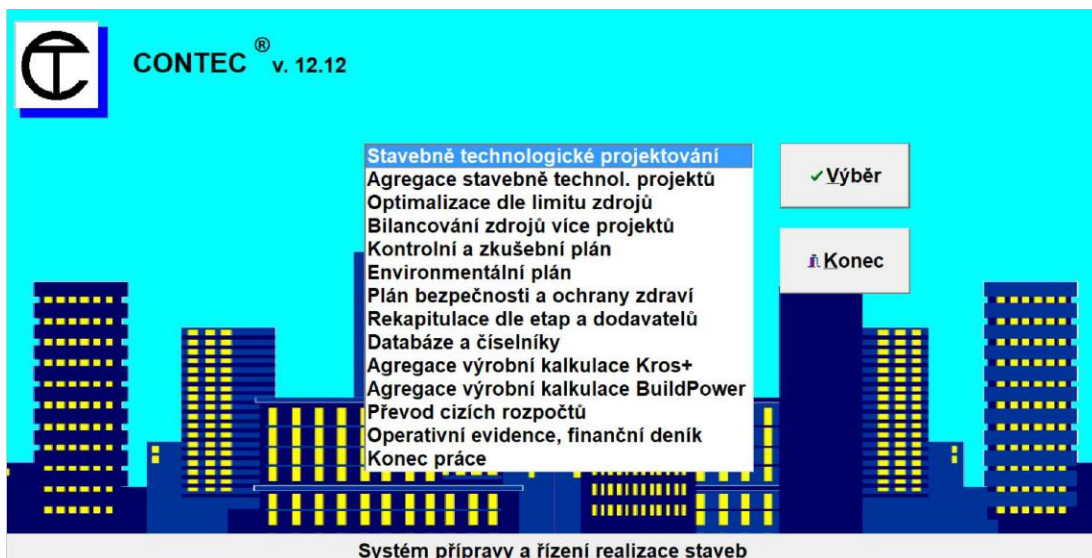 CONTEC ® v. 12.12
Stavebně technologické projektování
Agregace stavebně technol. projektů
Optimalizace dle limitu zdrojů
Bilancování zdrojů více projektů
Kontrolní a zkušební plán
Environmentální plán
Plán bezpečnosti a ochrany zdraví
Rekapitulace dle etap a dodavatelů
Databáze a číselníky
Agregace výrobní kalkulace Kros+
Agregace výrobní kalkulace BuildPower
Převod cizích rozpočtů
Operativní evidence, finanční deník
Konec práce
Výběr
Konec
Systém přípravy a řízení realizace staveb